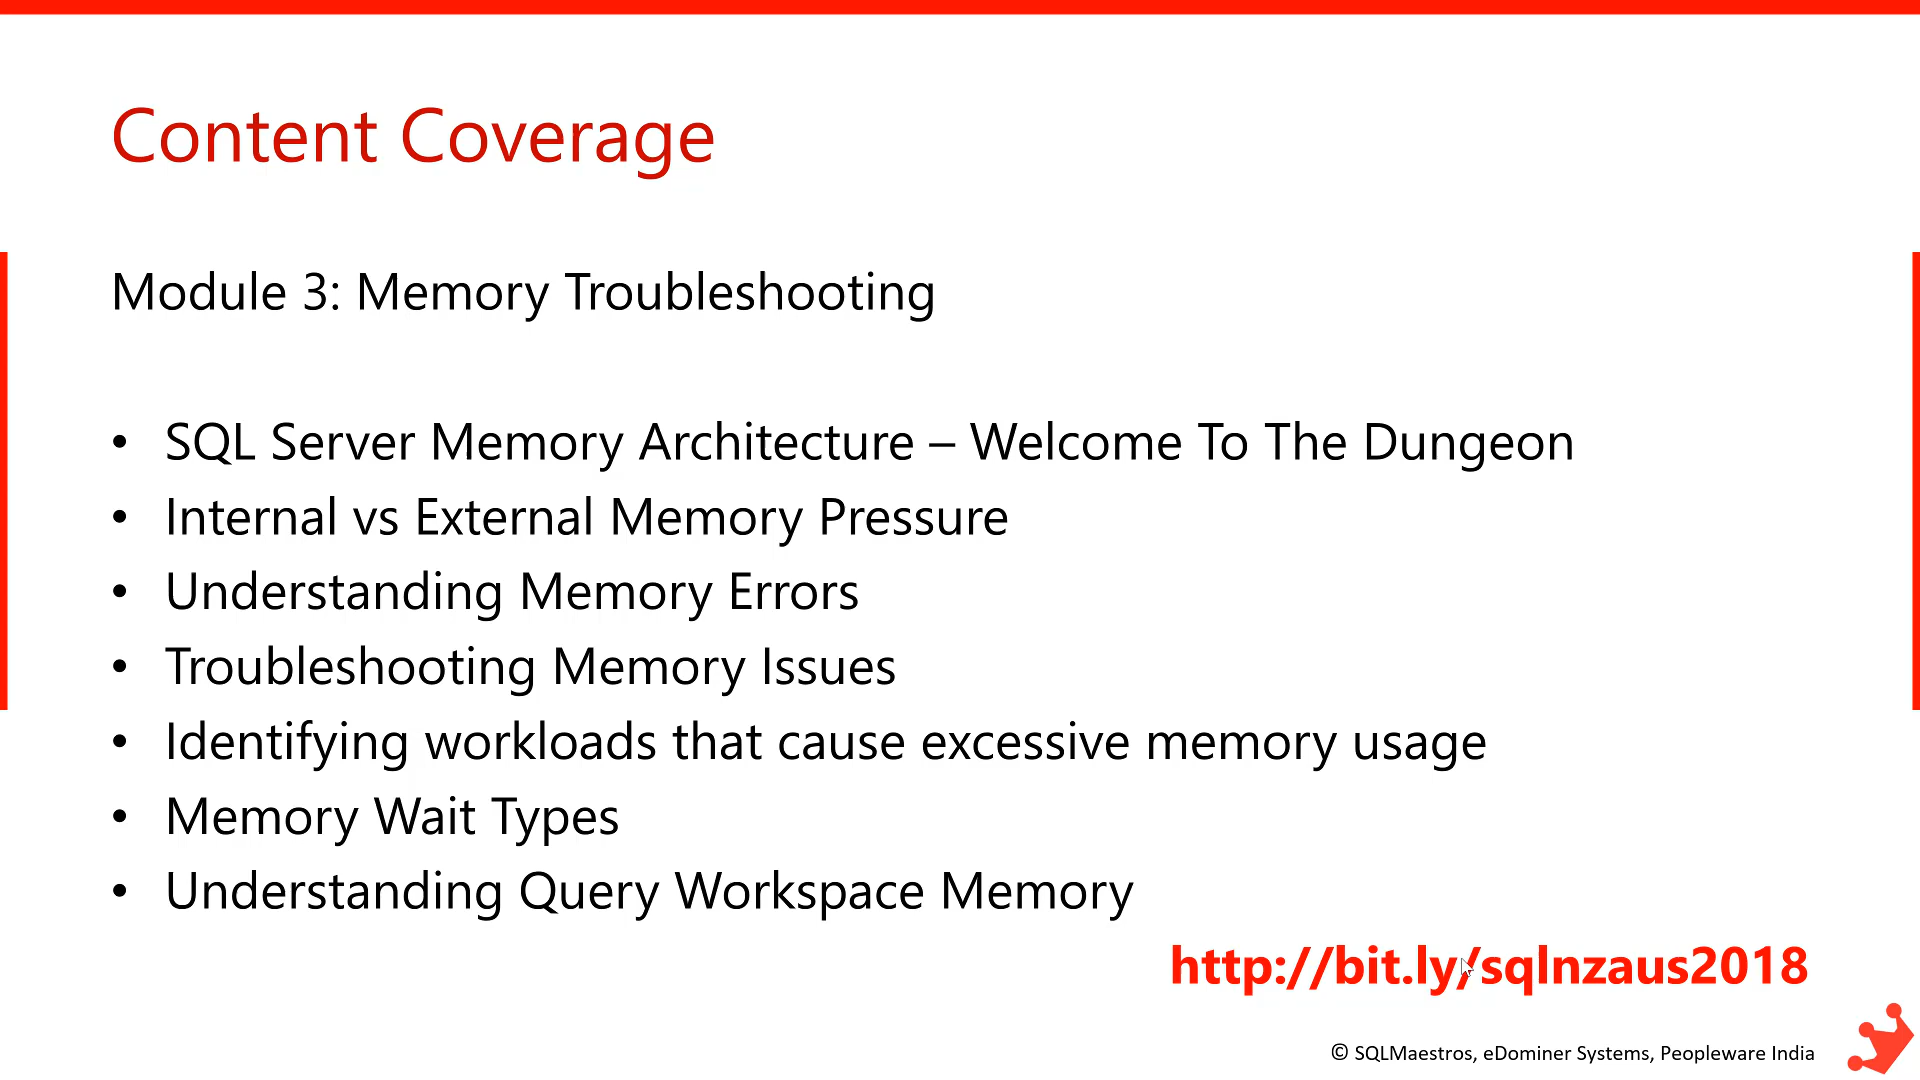 Content Coverage
Module 3: Memory Troubleshooting
• SQL Server Memory Architecture – Welcome To The Dungeon
• Internal vs External Memory Pressure
• Understanding Memory Errors
• Troubleshooting Memory Issues
• Identifying workloads that cause excessive memory usage
• Memory Wait Types
• Understanding Query Workspace Memory
http://bit.ly/sqlnzaus2018
© SQLMaestros, eDominer Systems, Peopleware India